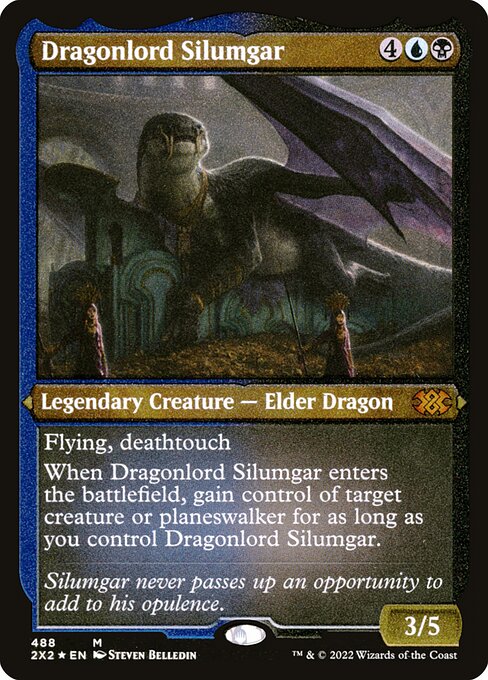 Dragonlord Silumgar 4
Legendary Creature — Elder Dragon
Flying, deathtouch
When Dragonlord Silumgar enters
the battlefield, gain control of target
creature or planeswalker for as long as
you control Dragonlord Silumgar.
Silumgar never passes up an opportunity to
add to his opulence.
3/5
488 M
2X2 ★ EN Steven Belledin
™ & © 2022 Wizards of the Coast